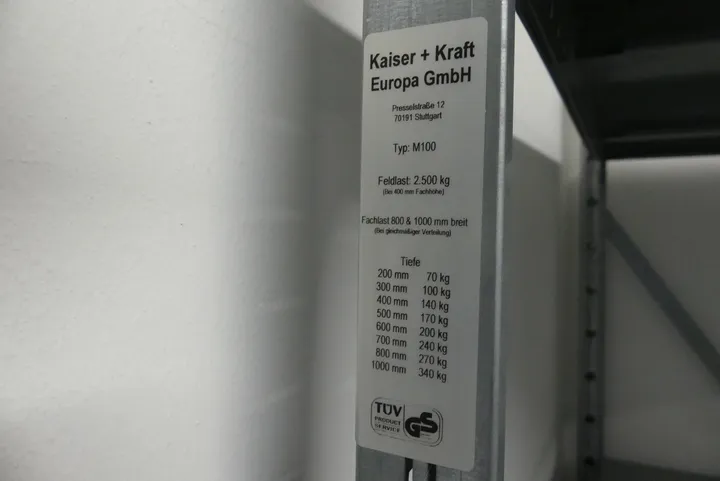 Kaiser + Kraft
Europa GmbH
Presselstraße 12
70191 Stuttgart
Typ: M100
Feldlast: 2.500 kg
(Bei 400 mm Fachhöhe)
Fachlast 800 & 1000 mm breit
(Bei gleichmäßiger Verteilung)
Tiefe
200 mm 70 kg
300 mm 100 kg
400 mm 140 kg
500 mm 170 kg
600 mm 200 kg
700 mm 240 kg
800 mm 270 kg
1000 mm 340 kg
TÜV
PRODUCT
SERVICE
GS